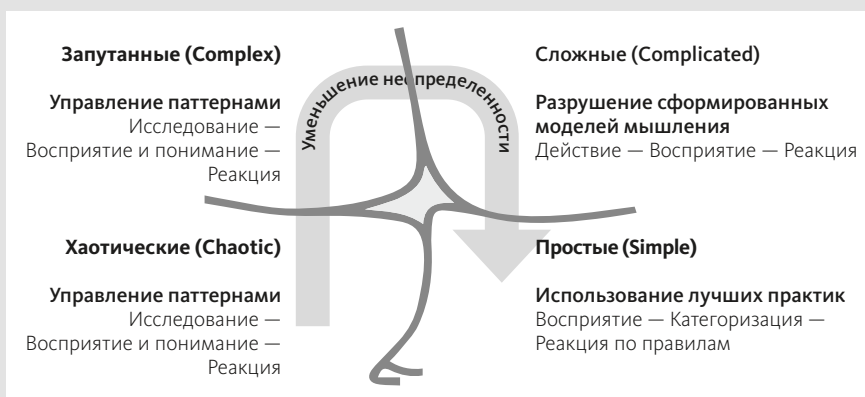 Запутанные (Complex)
Управление паттернами
Исследование —
Восприятие и понимание —
Реакция
Уменьшение неопределенности
Сложные (Complicated)
Разрушение сформированных
моделей мышления
Действие — Восприятие — Реакция
Хаотические (Chaotic)
Управление паттернами
Исследование —
Восприятие и понимание —
Реакция
Простые (Simple)
Использование лучших практик
Восприятие — Категоризация —
Реакция по правилам